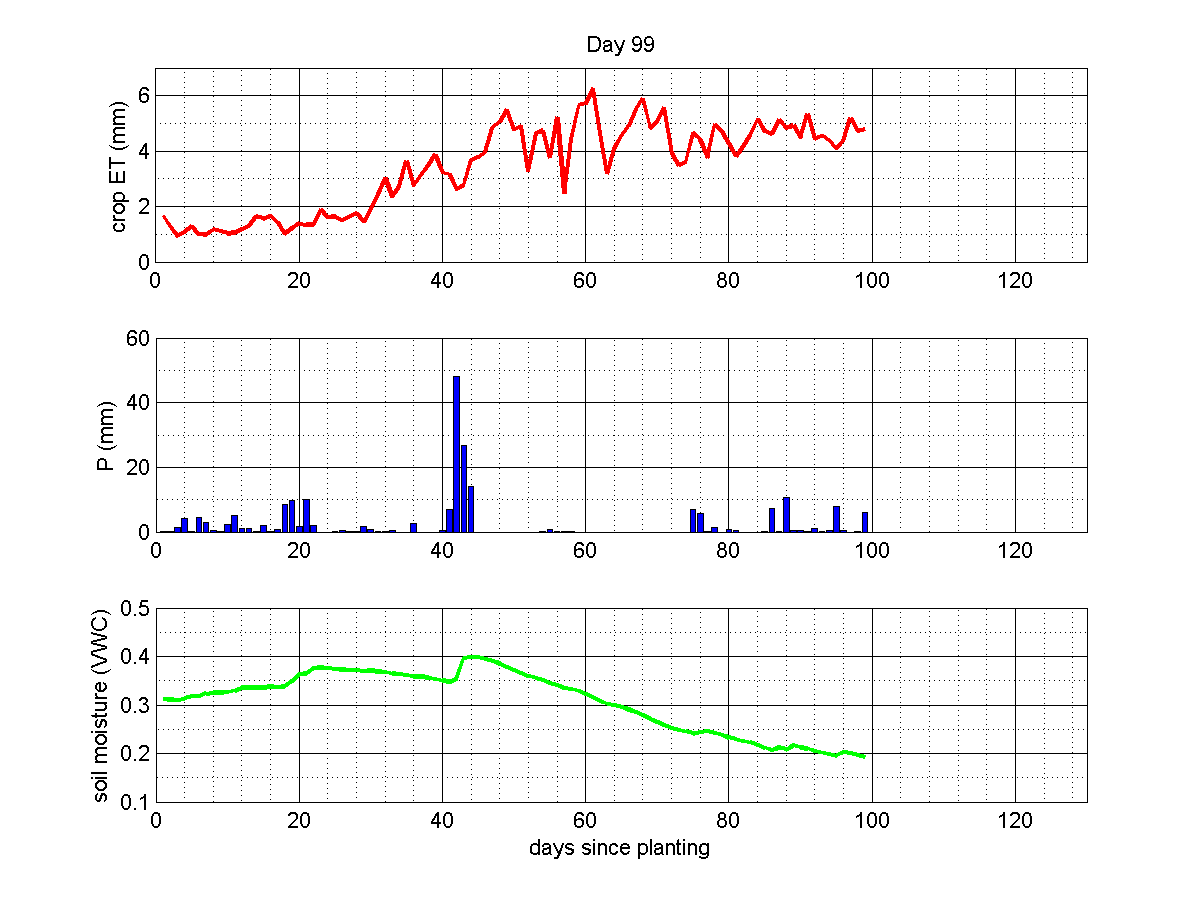 Day 99
crop ET (mm)
6
4
2
0
0 20 40 60 80 100 120
P (mm)
60
40
20
0
0 20 40 60 80 100 120
soil moisture (VWC)
0.5
0.4
0.3
0.2
0.1
0 20 40 60 80 100 120
days since planting